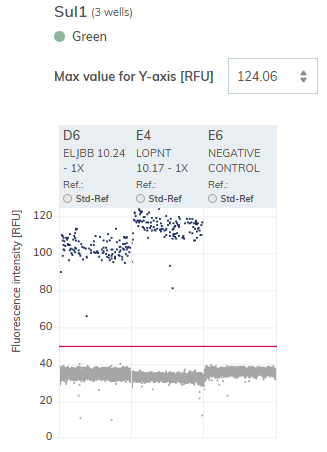 Sul1 (3 wells)
Green
Max value for Y-axis [RFU] 124.06
D6 E4 E6
ELJBB 10.24 LOPNT NEGATIVE
- 1X 10.17 - 1X CONTROL
Ref.: Ref.: Ref.:
Std-Ref Std-Ref Std-Ref
Fluorescence intensity [RFU]
120
100
80
60
40
20
0